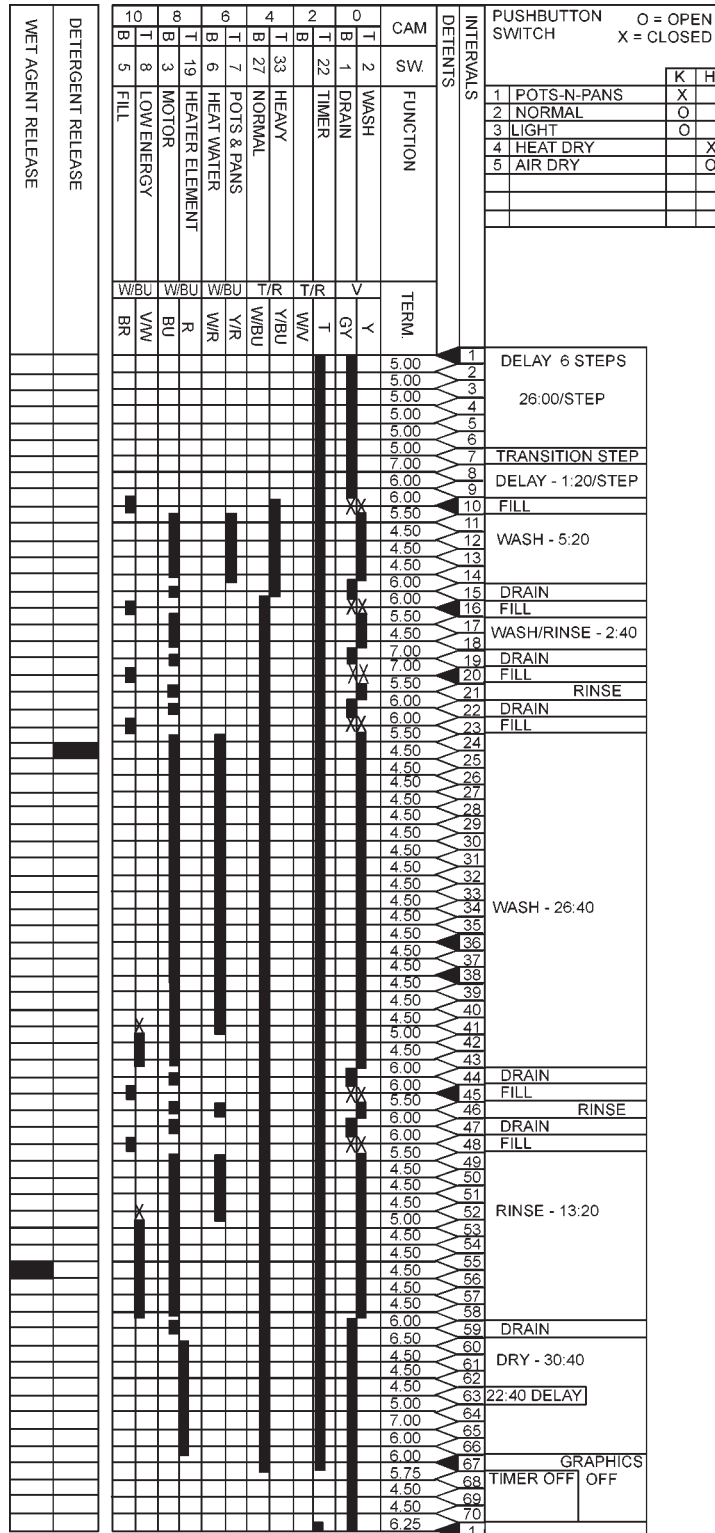 PUSHBUTTON SWITCH
O = OPEN
X = CLOSED
K H
1 POTS-N-PANS X
2 NORMAL O
3 LIGHT O
4 HEAT DRY X
5 AIR DRY O
INTERVALS
DETENTS
CAM 0 2 4 6 8 10
T B T B T B T B T B T B
SW. 2 1 22 33 27 7 6 19 3 8 5
FUNCTION
WASH
DRAIN
TIMER
HEAVY
NORMAL
POTS & PANS
HEAT WATER
HEATER ELEMENT
MOTOR
LOW ENERGY
FILL
DETERGENT RELEASE
WET AGENT RELEASE
TERM.
V T/R T/R W/BU W/BU W/BU
Y GY T W/V Y/BU W/BU Y/R W/R R BU V/W BR
5.00 1 DELAY 6 STEPS
5.00 2
5.00 3 26:00/STEP
5.00 4
5.00 5
5.00 6
7.00 7 TRANSITION STEP
6.00 8 DELAY - 1:20/STEP
6.00 9
5.50 X X 10 FILL
4.50 11
4.50 12 WASH - 5:20
4.50 13
6.00 14
6.00 15 DRAIN
5.50 X X 16 FILL
4.50 17 WASH/RINSE - 2:40
7.00 18
7.00 19 DRAIN
5.50 X X 20 FILL
6.00 21 RINSE
6.00 22 DRAIN
5.50 X X 23 FILL
4.50 24
4.50 25
4.50 26
4.50 27
4.50 28
4.50 29
4.50 30
4.50 31
4.50 32
4.50 33
4.50 34 WASH - 26:40
4.50 35
4.50 36
4.50 37
4.50 38
4.50 39
4.50 40
5.00 X 41
4.50 42
6.00 43
6.00 44 DRAIN
5.50 X X 45 FILL
6.00 46 RINSE
6.00 47 DRAIN
5.50 X X 48 FILL
4.50 49
4.50 50
4.50 51
5.00 X 52 RINSE - 13:20
4.50 53
4.50 54
4.50 55
4.50 56
4.50 57
6.00 58
6.50 59 DRAIN
4.50 60
4.50 61 DRY - 30:40
4.50 62
5.00 63 22:40 DELAY
7.00 64
6.00 65
6.00 66
5.75 67 GRAPHICS
4.50 68 TIMER OFF OFF
4.50 69
6.25 70
1